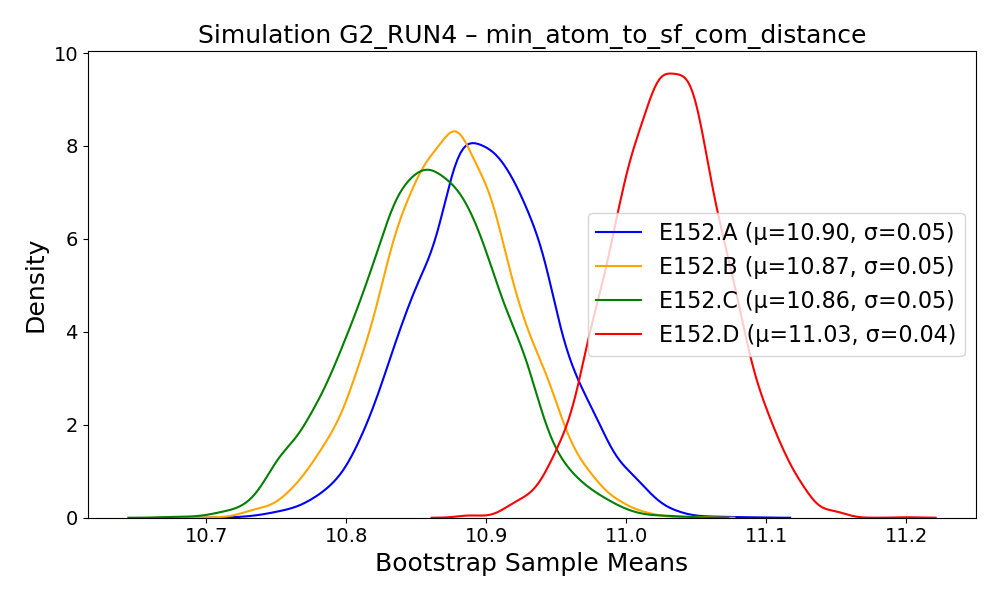 Simulation G2_RUN4 – min_atom_to_sf_com_distance
10
8
6
4
2
0
Density
E152.A (μ=10.90, σ=0.05)
E152.B (μ=10.87, σ=0.05)
E152.C (μ=10.86, σ=0.05)
E152.D (μ=11.03, σ=0.04)
10.7 10.8 10.9 11.0 11.1 11.2
Bootstrap Sample Means